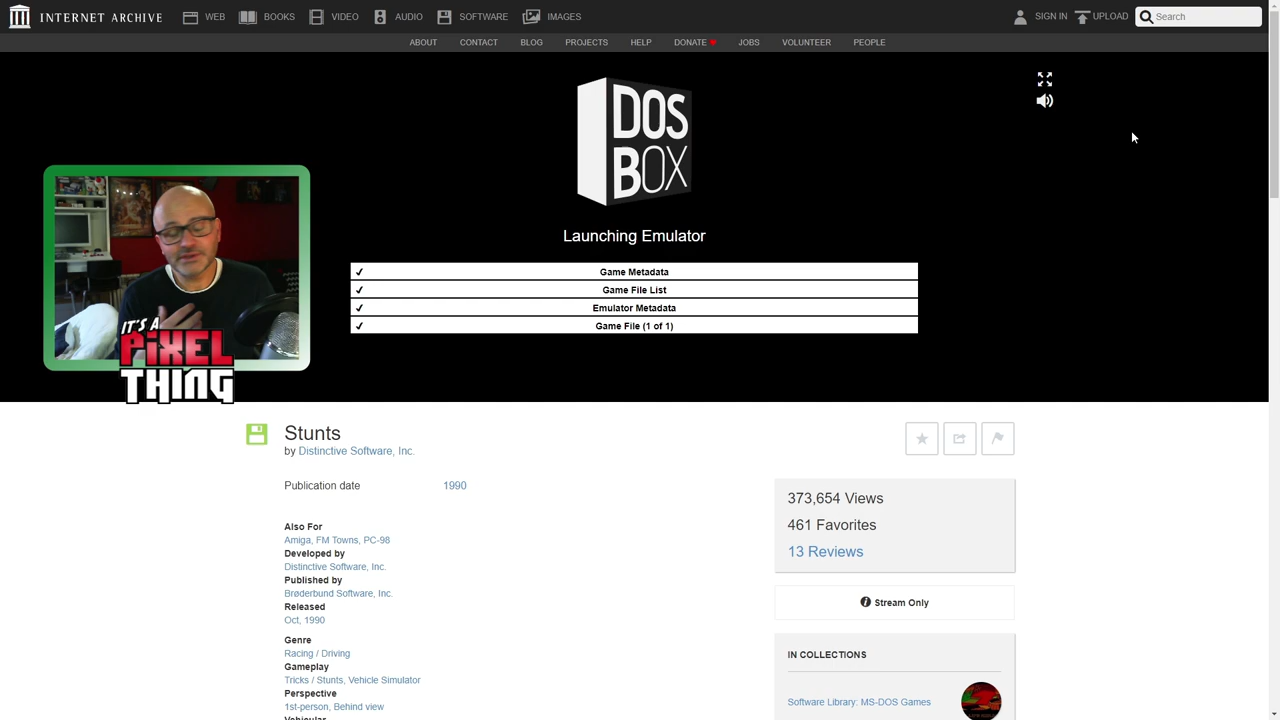 INTERNET ARCHIVE
WEB
BOOKS
VIDEO
AUDIO
SOFTWARE
IMAGES
SIGN IN
UPLOAD
Search
ABOUT
CONTACT
BLOG
PROJECTS
HELP
DONATE
JOBS
VOLUNTEER
PEOPLE
DOS
BOX
Launching Emulator
✔ Game Metadata
✔ Game File List
✔ Emulator Metadata
✔ Game File (1 of 1)
IT'S A
PIXEL
THING
Stunts
by Distinctive Software, Inc.
Publication date 1990
Also For
Amiga, FM Towns, PC-98
Developed by
Distinctive Software, Inc.
Published by
Brøderbund Software, Inc.
Released
Oct, 1990
Genre
Racing / Driving
Gameplay
Tricks / Stunts, Vehicle Simulator
Perspective
1st-person, Behind view
Vehicular
373,654 Views
461 Favorites
13 Reviews
Stream Only
IN COLLECTIONS
Software Library: MS-DOS Games